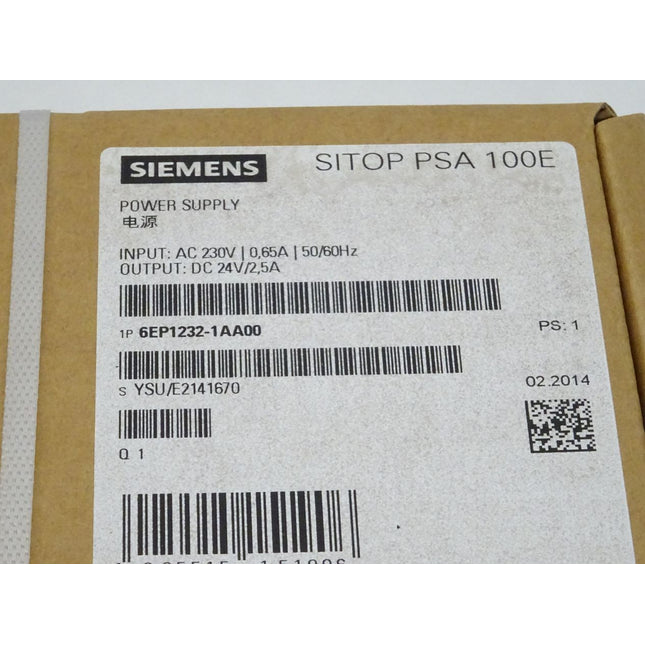 SIEMENS
SITOP PSA 100E
POWER SUPPLY
电源
INPUT: AC 230V | 0,65A | 50/60Hz
OUTPUT: DC 24V/2,5A
1P 6EP1232-1AA00
PS: 1
S YSU/E2141670
02.2014
Q 1